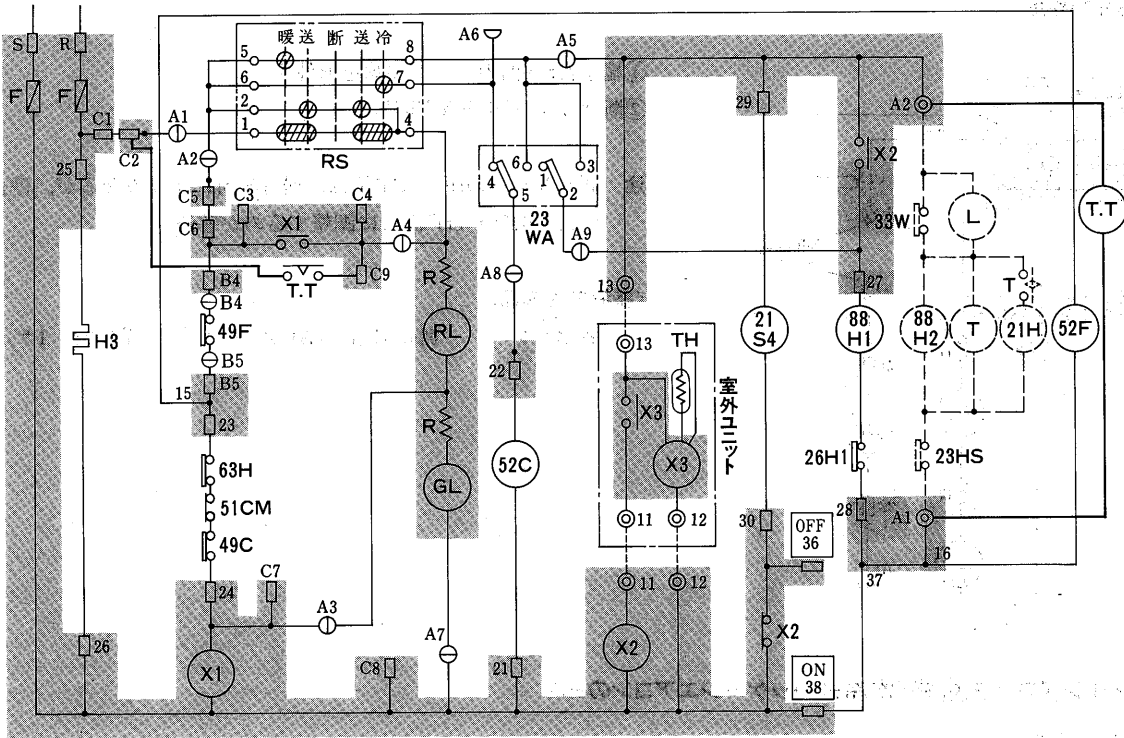 S
R
F
F
C1
C2
A1
A2
25
H3
26
暖 送 断 送 冷
5
6
2
1
8
7
4
RS
A6
A5
C5
C6
C3
C4
X1
A4
C9
T.T
B4
B4
49F
B5
B5
15
23
63H
51CM
49C
24
C7
X1
A3
R
RL
R
GL
A7
C8
4
5
6
1
2
3
23
WA
A8
A9
22
52C
21
13
13
TH
X3
X3
室外ユニット
11
12
11
12
X2
29
21
S4
30
OFF
36
X2
ON
38
X2
27
88
H1
26H1
28
37
A2
33W
L
88
H2
T
T
21H
52F
T.T
23HS
A1
16